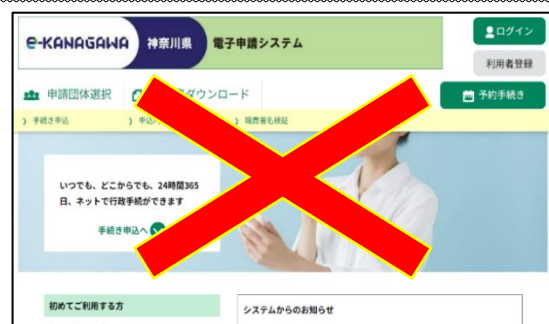 e-KANAGAWA 神奈川県 電子申請システム
ログイン
利用者登録
申請団体選択
ダウンロード
予約手続き
手続き申込
申込
職責署名検証
いつでも、どこからでも、24時間365
日、ネットで行政手続ができます
手続き申込へ
初めてご利用する方
システムからのお知らせ